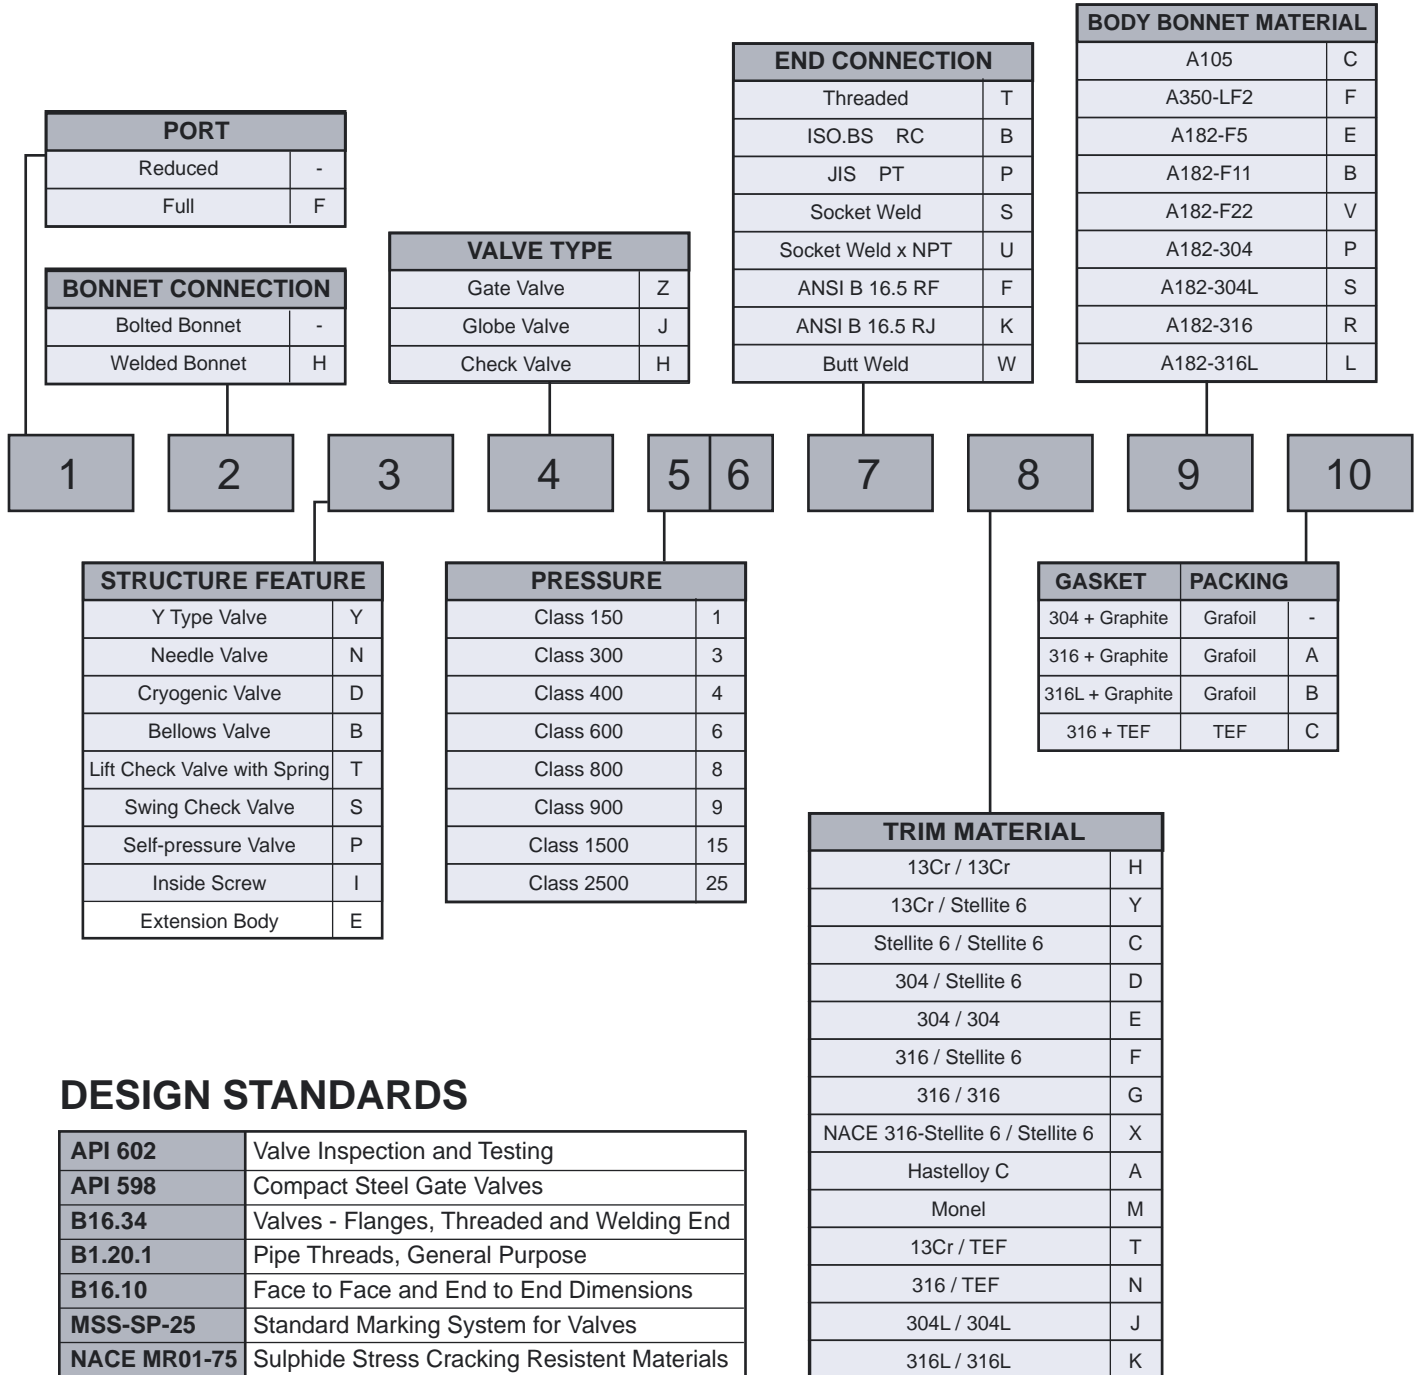 PORT
Reduced -
Full F
BONNET CONNECTION
Bolted Bonnet -
Welded Bonnet H
VALVE TYPE
Gate Valve Z
Globe Valve J
Check Valve H
END CONNECTION
Threaded T
ISO.BS RC B
JIS PT P
Socket Weld S
Socket Weld x NPT U
ANSI B 16.5 RF F
ANSI B 16.5 RJ K
Butt Weld W
BODY BONNET MATERIAL
A105 C
A350-LF2 F
A182-F5 E
A182-F11 B
A182-F22 V
A182-304 P
A182-304L S
A182-316 R
A182-316L L
1 2 3 4 5 6 7 8 9 10
STRUCTURE FEATURE
Y Type Valve Y
Needle Valve N
Cryogenic Valve D
Bellows Valve B
Lift Check Valve with Spring T
Swing Check Valve S
Self-pressure Valve P
Inside Screw I
Extension Body E
PRESSURE
Class 150 1
Class 300 3
Class 400 4
Class 600 6
Class 800 8
Class 900 9
Class 1500 15
Class 2500 25
GASKET PACKING
304 + Graphite Grafoil -
316 + Graphite Grafoil A
316L + Graphite Grafoil B
316 + TEF TEF C
TRIM MATERIAL
13Cr / 13Cr H
13Cr / Stellite 6 Y
Stellite 6 / Stellite 6 C
304 / Stellite 6 D
304 / 304 E
316 / Stellite 6 F
316 / 316 G
NACE 316-Stellite 6 / Stellite 6 X
Hastelloy C A
Monel M
13Cr / TEF T
316 / TEF N
304L / 304L J
316L / 316L K
DESIGN STANDARDS
API 602 Valve Inspection and Testing
API 598 Compact Steel Gate Valves
B16.34 Valves - Flanges, Threaded and Welding End
B1.20.1 Pipe Threads, General Purpose
B16.10 Face to Face and End to End Dimensions
MSS-SP-25 Standard Marking System for Valves
NACE MR01-75 Sulphide Stress Cracking Resistent Materials